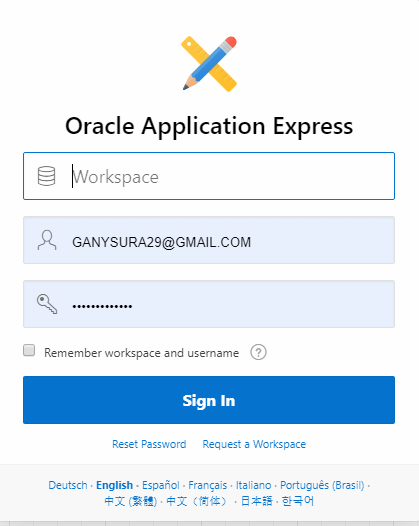 Oracle Application Express
Workspace
GANYSURA29@GMAIL.COM
•••••••••••••
Remember workspace and username ?
Sign In
Reset Password Request a Workspace
Deutsch · English · Español · Français · Italiano · Português (Brasil) ·
中文 (繁體) · 中文 (简体) · 日本語 · 한국어